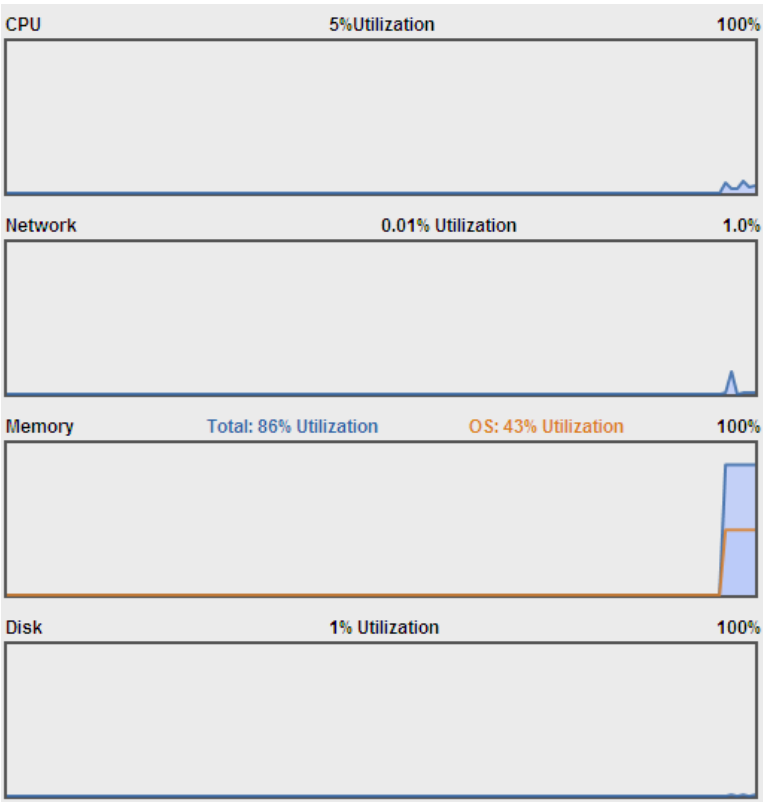 CPU 5%Utilization 100%
Network 0.01% Utilization 1.0%
Memory Total: 86% Utilization OS: 43% Utilization 100%
Disk 1% Utilization 100%